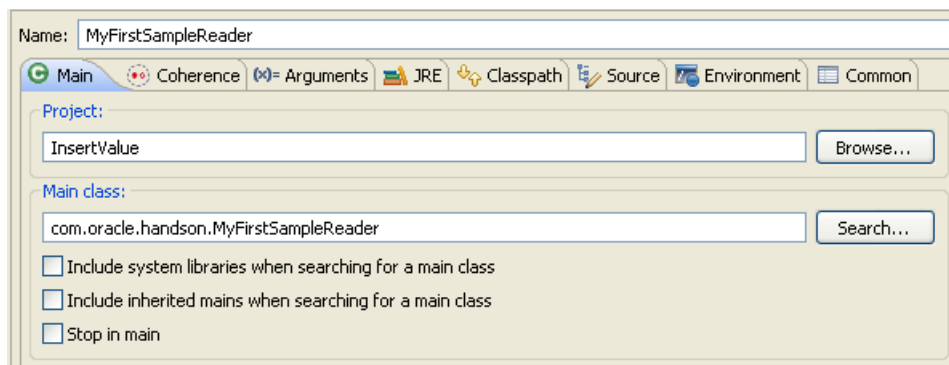 Name: MyFirstSampleReader
Main Coherence (x)= Arguments JRE Classpath Source Environment Common
Project:
InsertValue Browse...
Main class:
com.oracle.handson.MyFirstSampleReader Search...
Include system libraries when searching for a main class
Include inherited mains when searching for a main class
Stop in main